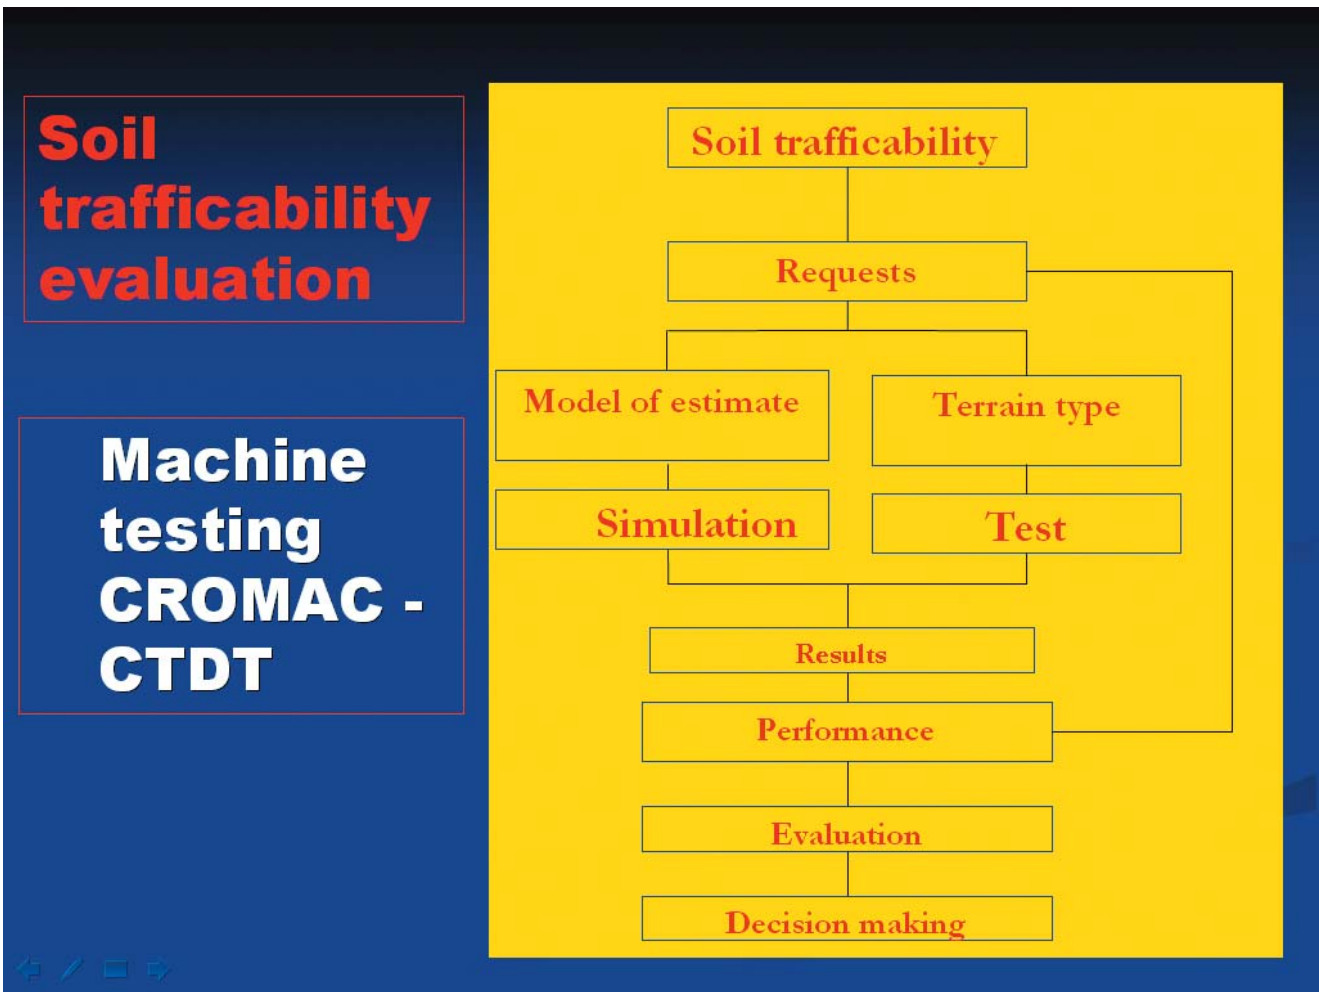 Soil
trafficability
evaluation
Machine
testing
CROMAC -
CTDT
Soil trafficability
Requests
Model of estimate
Terrain type
Simulation
Test
Results
Performance
Evaluation
Decision making